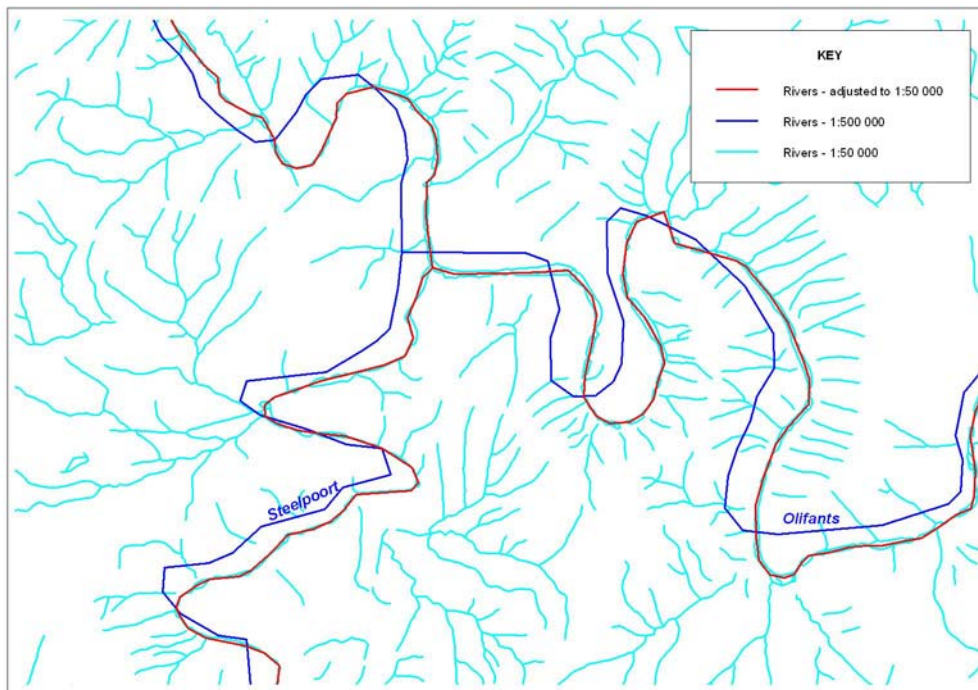 KEY
Rivers - adjusted to 1:50 000
Rivers - 1:500 000
Rivers - 1:50 000
Steelpoort
Olifants